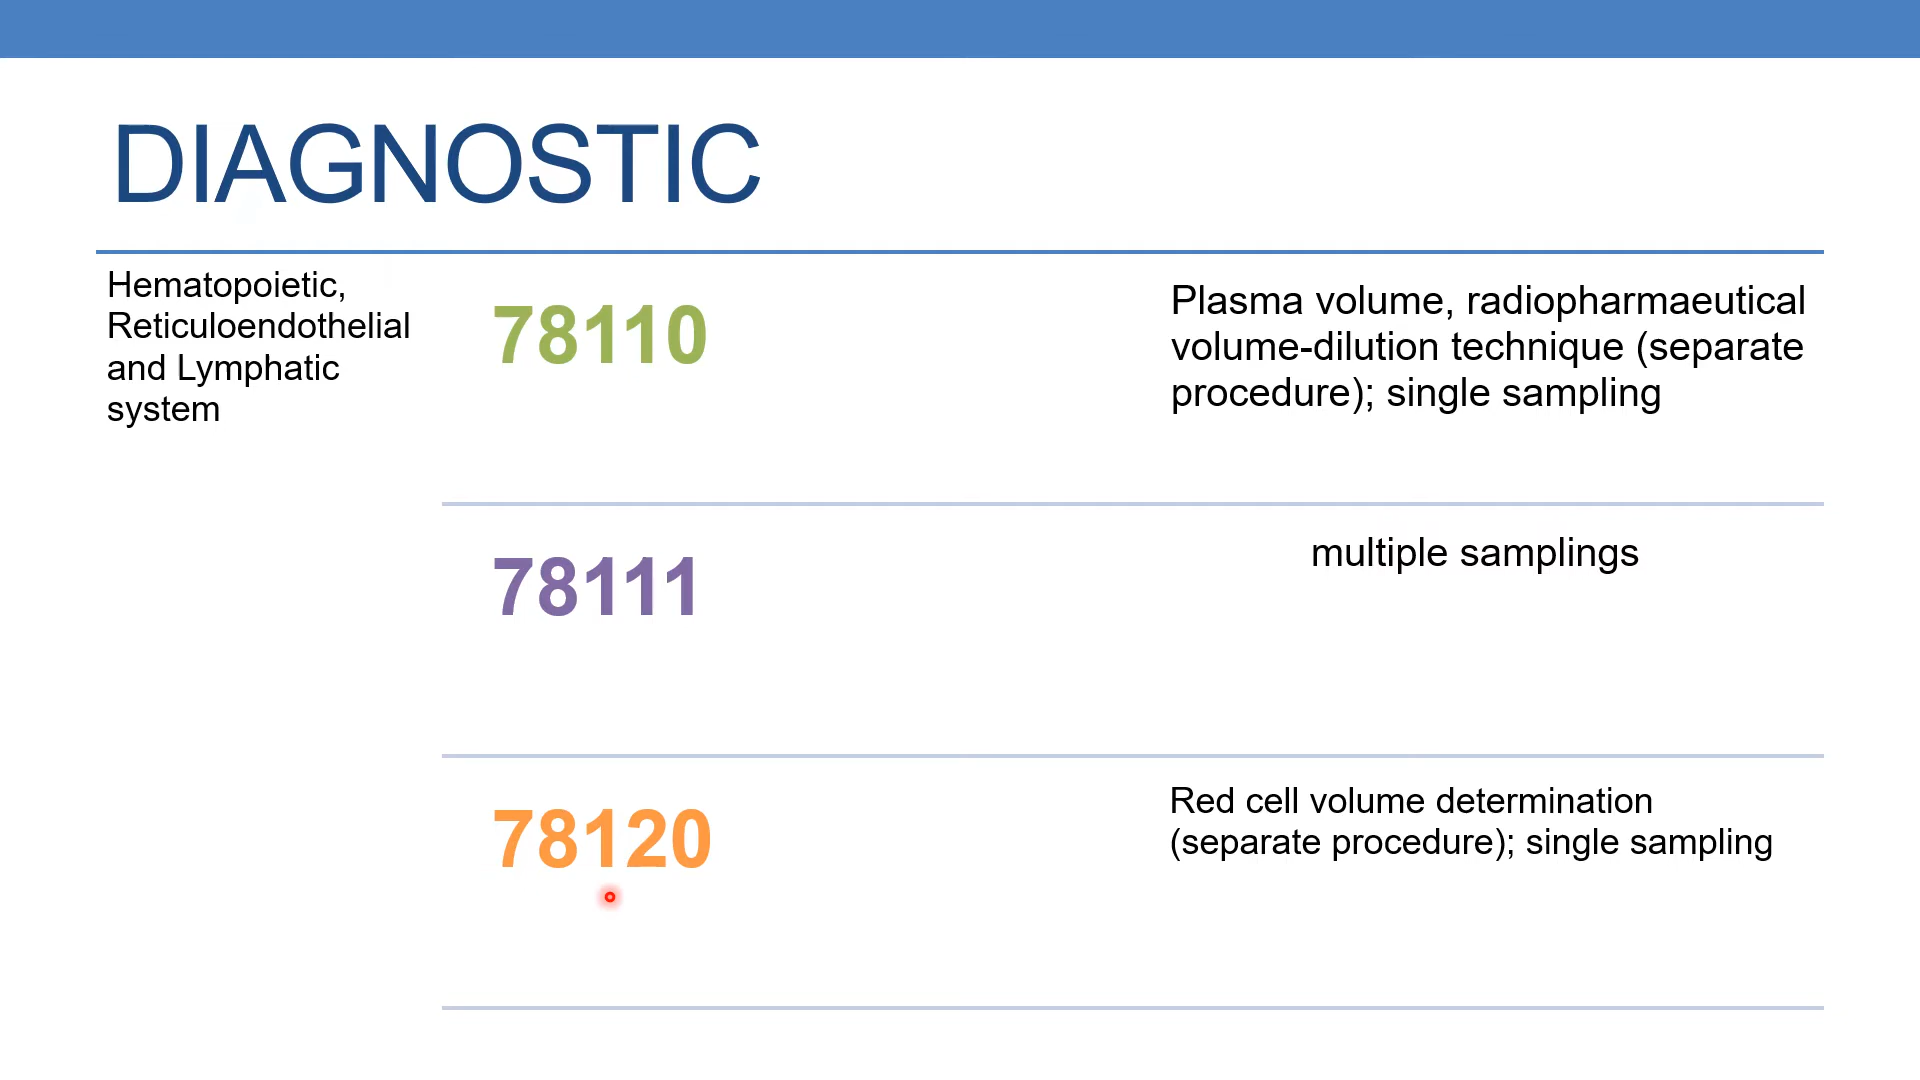 DIAGNOSTIC
Hematopoietic,
Reticuloendothelial
and Lymphatic
system
78110
Plasma volume, radiopharmaeutical
volume-dilution technique (separate
procedure); single sampling
78111
multiple samplings
78120
Red cell volume determination
(separate procedure); single sampling